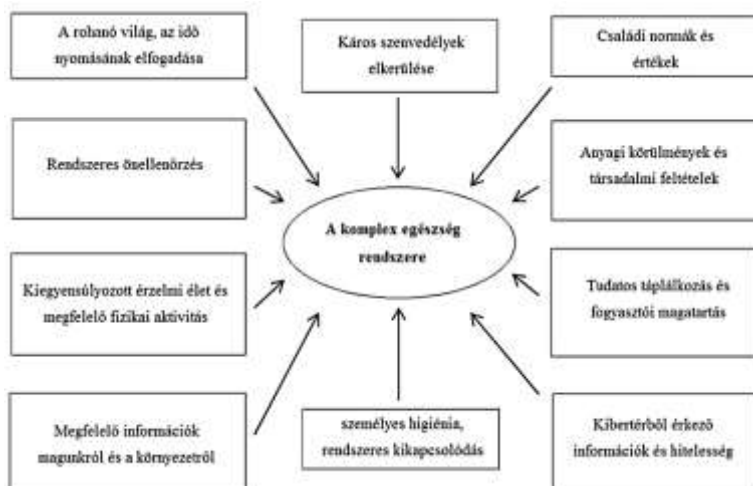 A rohanó világ, az idő
nyomásának elfogadása
Káros szenvedélyek
elkerülése
Családi normák és
értékek
Rendszeres önellenőrzés
Anyagi körülmények és
társadalmi feltételek
A komplex egészség
rendszere
Kiegyensúlyozott érzelmi élet és
megfelelő fizikai aktivitás
Tudatos táplálkozás és
fogyasztói magatartás
Megfelelő információk
magunkról és a környezetről
személyes higiénia,
rendszeres kikapcsolódás
Kibertérből érkező
információk és hitelesség